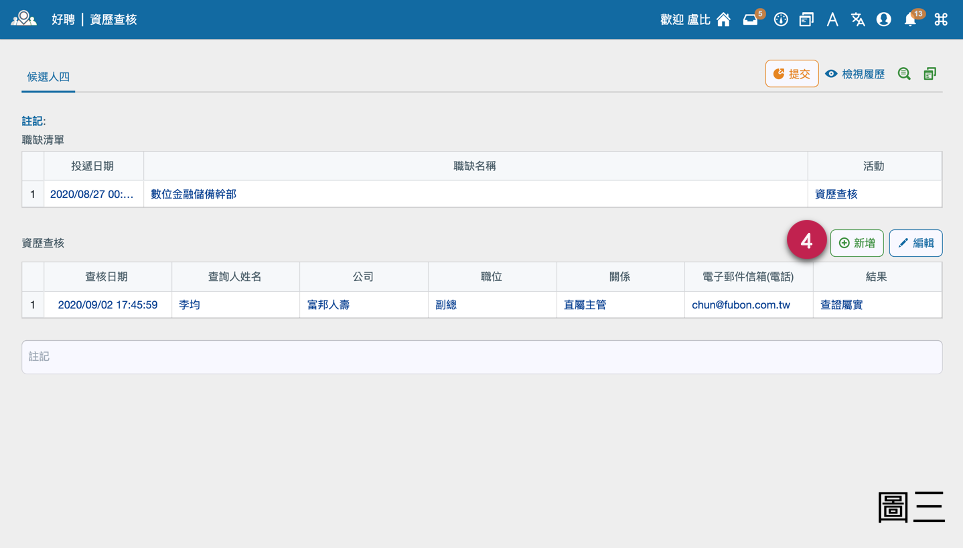 好聘 | 資歷查核
歡迎 盧比 5 13
候選人四
提交 檢視履歷
註記:
職缺清單
投遞日期 職缺名稱 活動
1 2020/08/27 00:... 數位金融儲備幹部 資歷查核
資歷查核 4 新增 編輯
查核日期 查詢人姓名 公司 職位 關係 電子郵件信箱(電話) 結果
1 2020/09/02 17:45:59 李均 富邦人壽 副總 直屬主管 chun@fubon.com.tw 查證屬實
註記
圖三